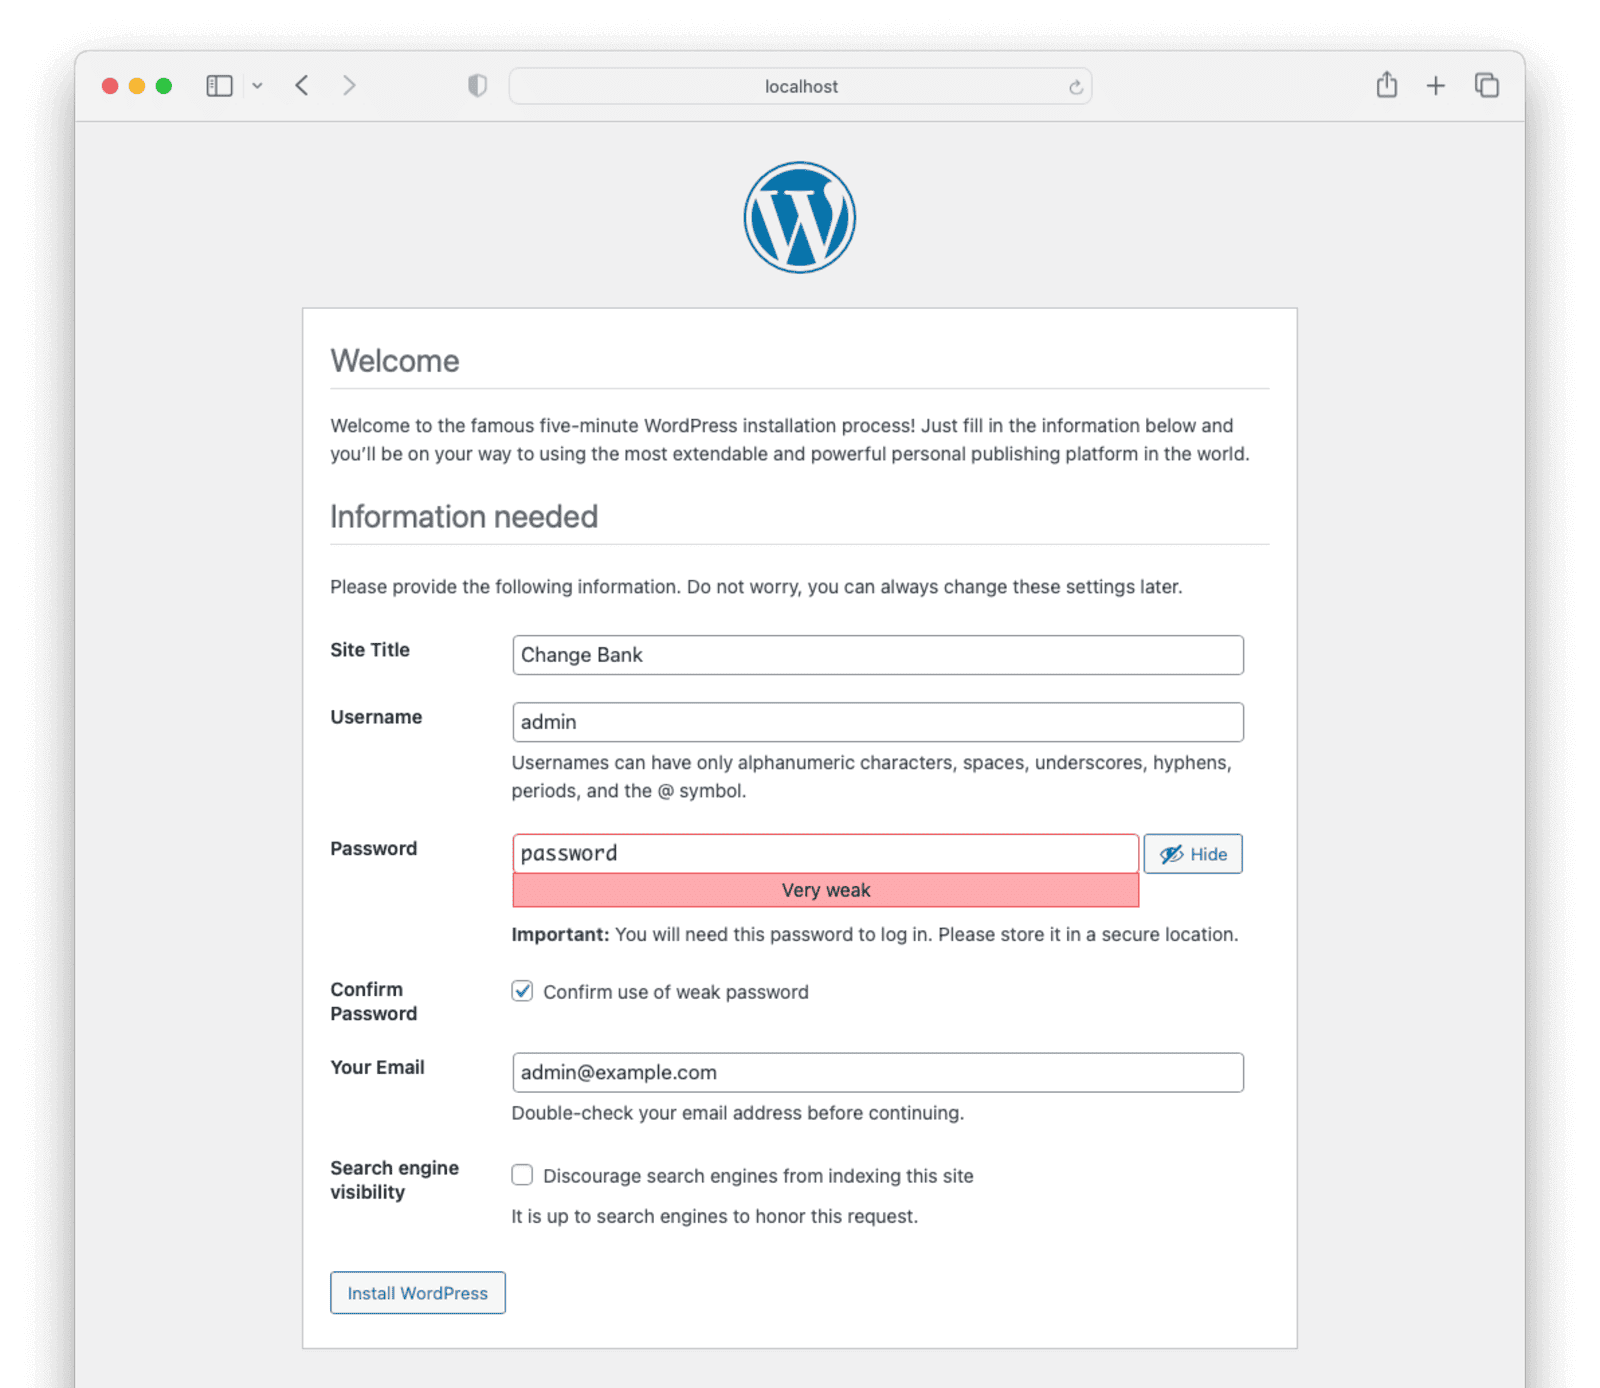 localhost
Welcome
Welcome to the famous five-minute WordPress installation process! Just fill in the information below and
you’ll be on your way to using the most extendable and powerful personal publishing platform in the world.
Information needed
Please provide the following information. Do not worry, you can always change these settings later.
Site Title
Change Bank
Username
admin
Usernames can have only alphanumeric characters, spaces, underscores, hyphens,
periods, and the @ symbol.
Password
password
Hide
Very weak
Important: You will need this password to log in. Please store it in a secure location.
Confirm
Password
Confirm use of weak password
Your Email
admin@example.com
Double-check your email address before continuing.
Search engine
visibility
Discourage search engines from indexing this site
It is up to search engines to honor this request.
Install WordPress